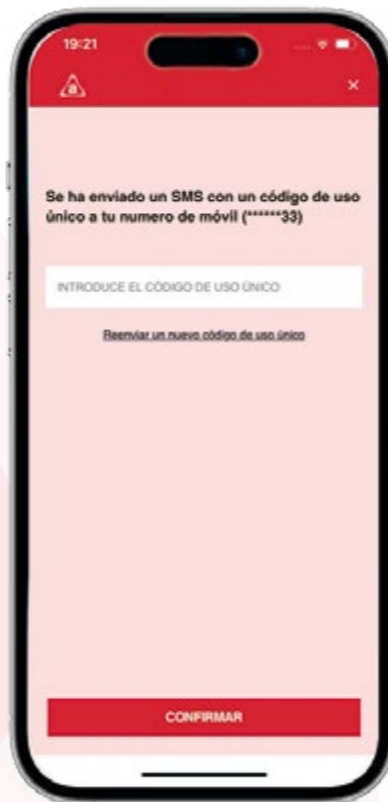 19:21
a
Se ha enviado un SMS con un código de uso
único a tu numero de móvil (******33)
INTRODUCE EL CÓDIGO DE USO ÚNICO
Reenviar un nuevo código de uso único
CONFIRMAR